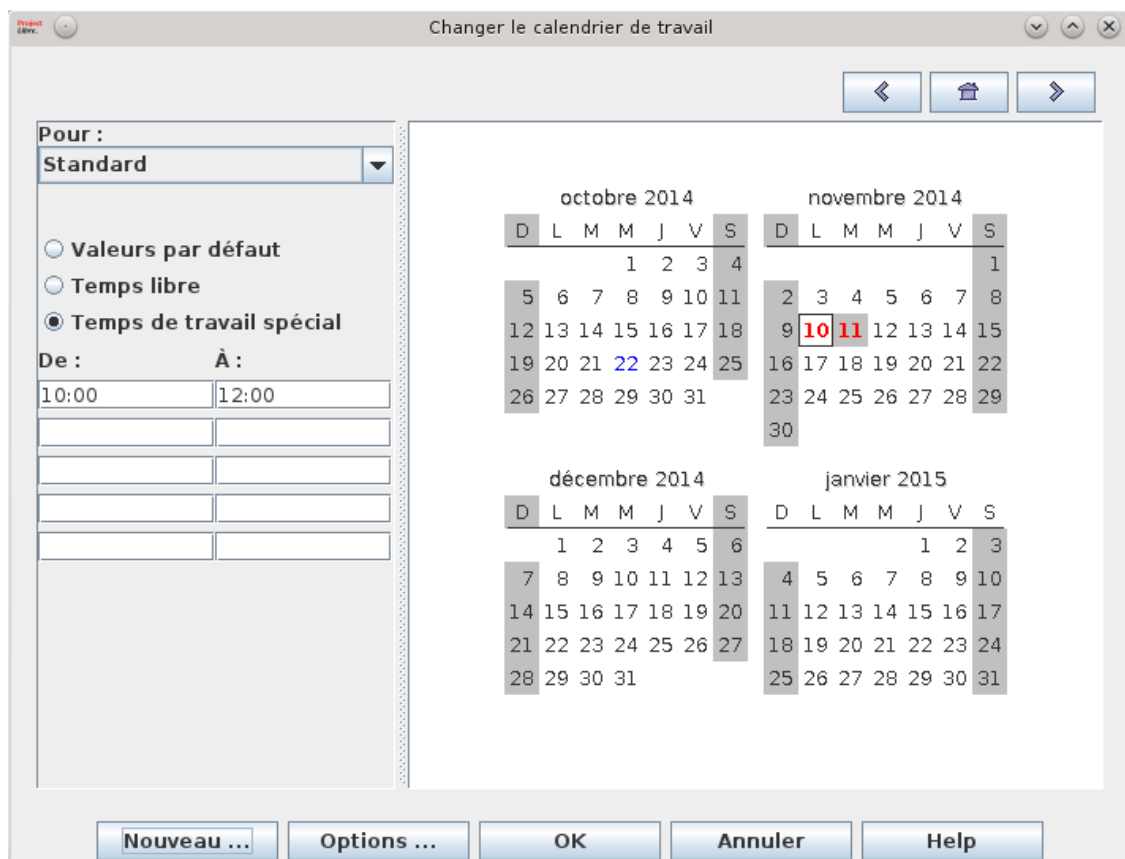 Project Libre.
Changer le calendrier de travail
Pour :
Standard
Valeurs par défaut
Temps libre
Temps de travail spécial
De : À :
10:00 12:00
octobre 2014
D L M M J V S
1 2 3 4
5 6 7 8 9 10 11
12 13 14 15 16 17 18
19 20 21 22 23 24 25
26 27 28 29 30 31
novembre 2014
D L M M J V S
1
2 3 4 5 6 7 8
9 10 11 12 13 14 15
16 17 18 19 20 21 22
23 24 25 26 27 28 29
30
décembre 2014
D L M M J V S
1 2 3 4 5 6
7 8 9 10 11 12 13
14 15 16 17 18 19 20
21 22 23 24 25 26 27
28 29 30 31
janvier 2015
D L M M J V S
1 2 3
4 5 6 7 8 9 10
11 12 13 14 15 16 17
18 19 20 21 22 23 24
25 26 27 28 29 30 31
Nouveau ... Options ... OK Annuler Help